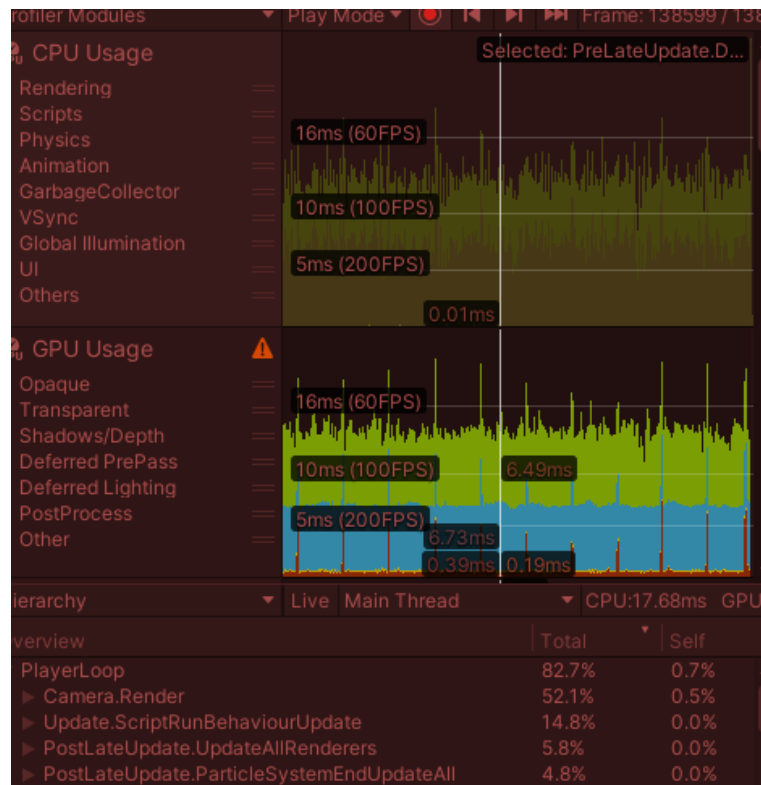 rofiler Modules Play Mode Frame: 138599 / 138
CPU Usage
Selected: PreLateUpdate.D...
Rendering
Scripts
Physics
Animation
GarbageCollector
VSync
Global Illumination
UI
Others
16ms (60FPS)
10ms (100FPS)
5ms (200FPS)
0.01ms
GPU Usage
Opaque
Transparent
Shadows/Depth
Deferred PrePass
Deferred Lighting
PostProcess
Other
16ms (60FPS)
10ms (100FPS) 6.49ms
5ms (200FPS)
6.73ms
0.39ms 0.19ms
ierarchy Live Main Thread CPU:17.68ms GPU
verview Total Self
PlayerLoop 82.7% 0.7%
Camera.Render 52.1% 0.5%
Update.ScriptRunBehaviourUpdate 14.8% 0.0%
PostLateUpdate.UpdateAllRenderers 5.8% 0.0%
PostLateUpdate.ParticleSystemEndUpdateAll 4.8% 0.0%